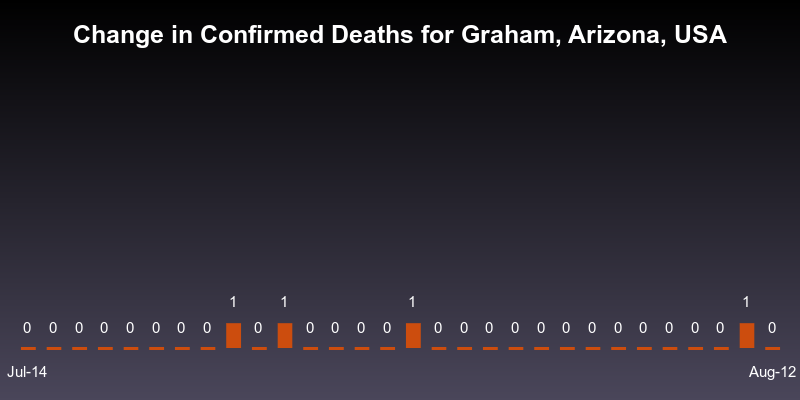 Change in Confirmed Deaths for Graham, Arizona, USA
1 1 1 1
0 0 0 0 0 0 0 0 0 0 0 0 0 0 0 0 0 0 0 0 0 0 0 0 0 0
Jul-14 Aug-12